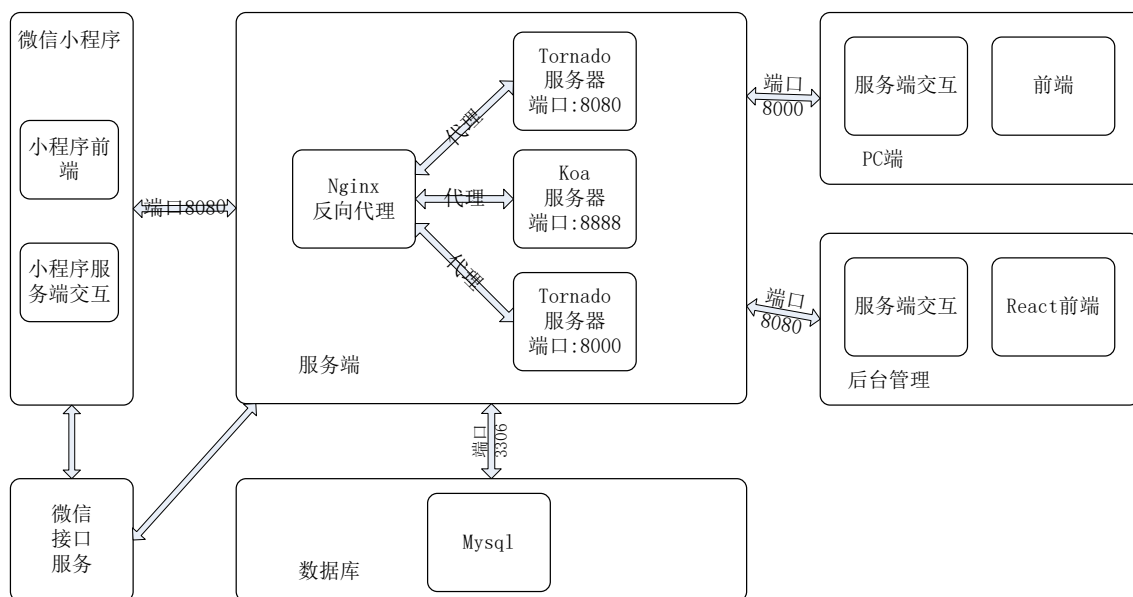 微信小程序
小程序前
端
小程序服
务端交互
端口8080
Nginx
反向代理
代理
代理
代理
Tornado
服务器
端口:8080
Koa
服务器
端口:8888
Tornado
服务器
端口:8000
服务端
端口
8000
服务端交互
前端
PC端
端口
8080
服务端交互
React前端
后台管理
端口
3306
微信
接口
服务
Mysql
数据库